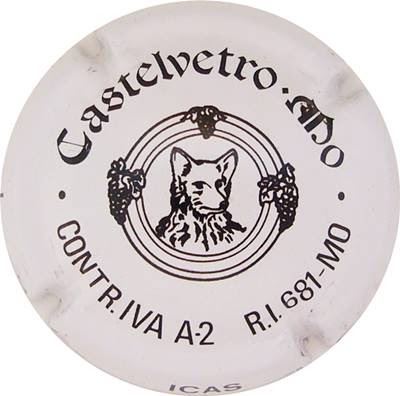 Castelvetro · Mo
· CONTR.IVA A-2 R.I. 681-MO ·
ICAS